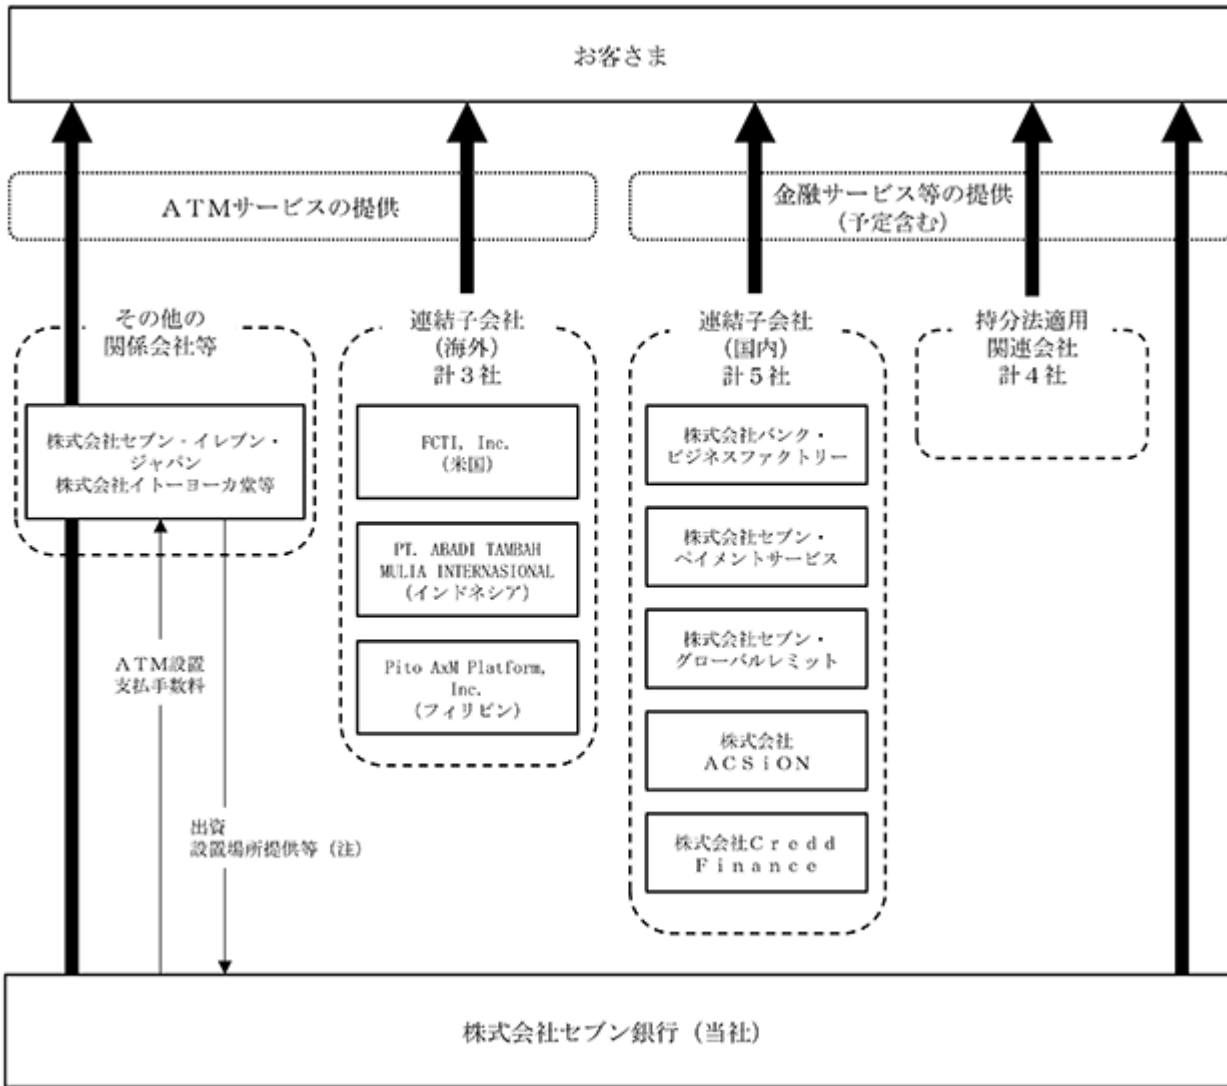 お客さま
ＡＴＭサービスの提供
金融サービス等の提供
（予定含む）
その他の
関係会社等
株式会社セブン‐イレブン・
ジャパン
株式会社イトーヨーカ堂等
ＡＴＭ設置
支払手数料
出資
設置場所提供等（注）
連結子会社
（海外）
計３社
FCTI, Inc.
（米国）
PT. ABADI TAMBAH
MULIA INTERNASIONAL
（インドネシア）
Pito AxM Platform,
Inc.
（フィリピン）
連結子会社
（国内）
計５社
株式会社バンク・
ビジネスファクトリー
株式会社セブン・
ペイメントサービス
株式会社セブン・
グローバルレミット
株式会社
ＡＣＳｉＯＮ
株式会社Ｃｒｅｄｄ
Ｆｉｎａｎｃｅ
持分法適用
関連会社
計４社
株式会社セブン銀行（当社）